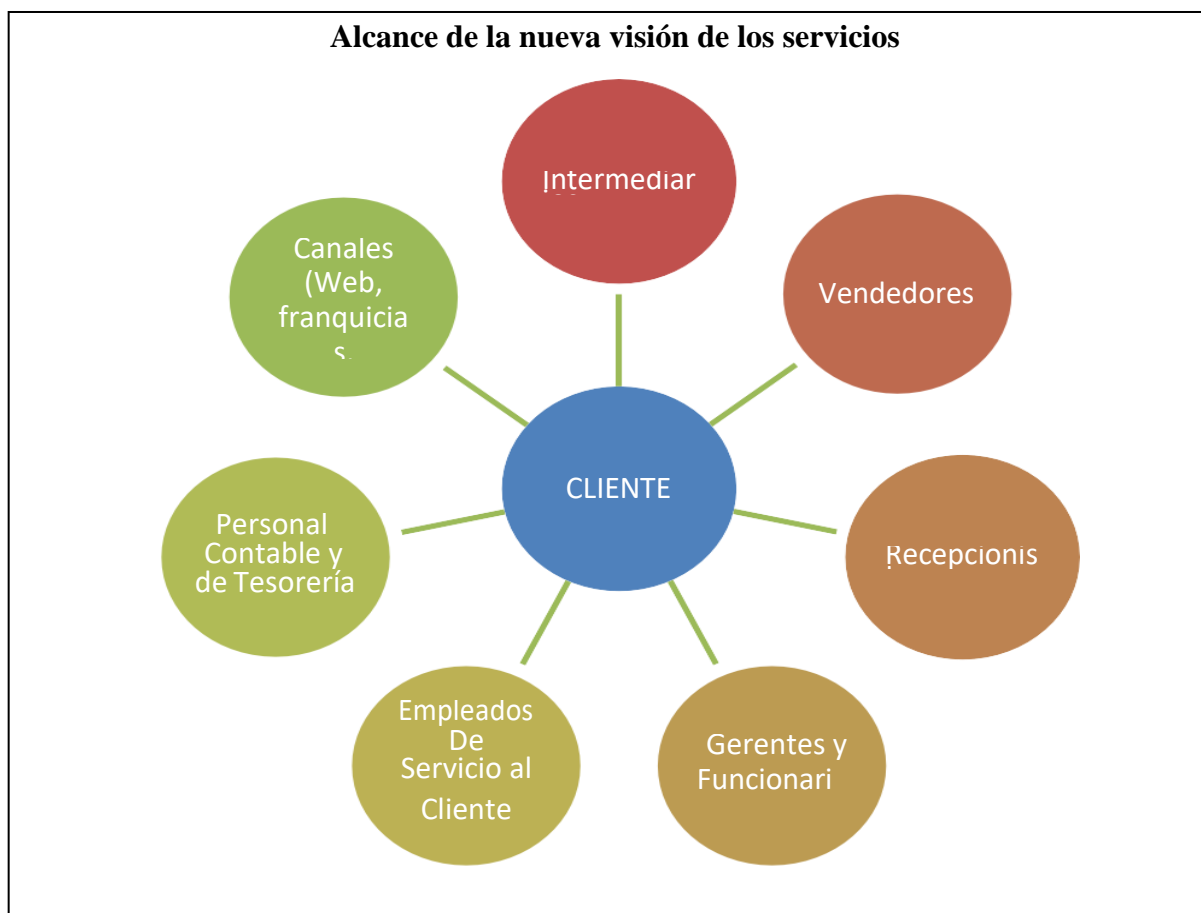 Alcance de la nueva visión de los servicios
Intermediar
Vendedores
Recepcionis
Gerentes y
Funcionari
Empleados
De
Servicio al
Cliente
Personal
Contable y
de Tesorería
Canales
(Web,
franquicia
s.
CLIENTE